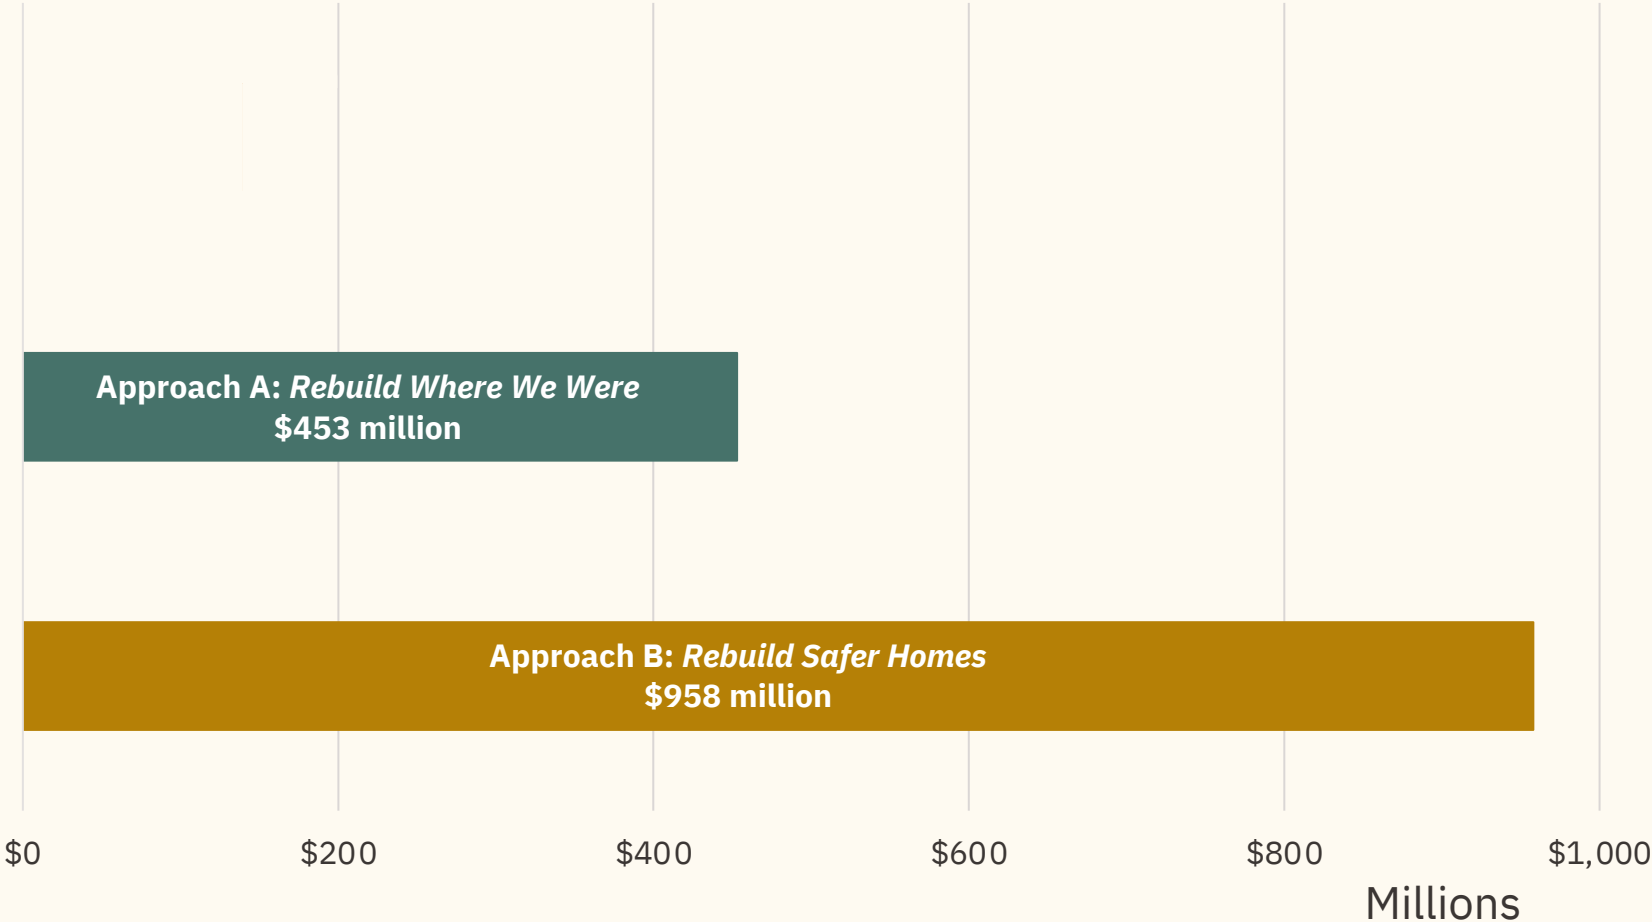 Approach A: Rebuild Where We Were
$453 million
Approach B: Rebuild Safer Homes
$958 million
$0 $200 $400 $600 $800 $1,000
Millions